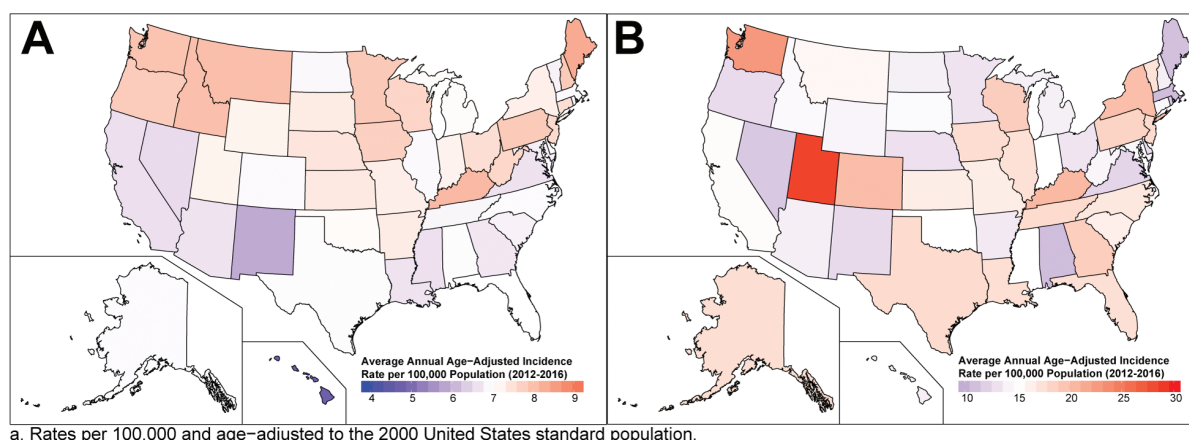 A
B
Average Annual Age−Adjusted Incidence
Rate per 100,000 Population (2012-2016)
4 5 6 7 8 9
Average Annual Age−Adjusted Incidence
Rate per 100,000 Population (2012-2016)
10 15 20 25 30
a. Rates per 100,000 and age−adjusted to the 2000 United States standard population.